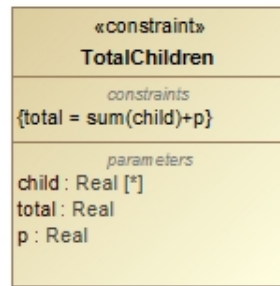 «constraint»
TotalChildren
constraints
{total = sum(child)+p}
parameters
child : Real [*]
total : Real
p : Real